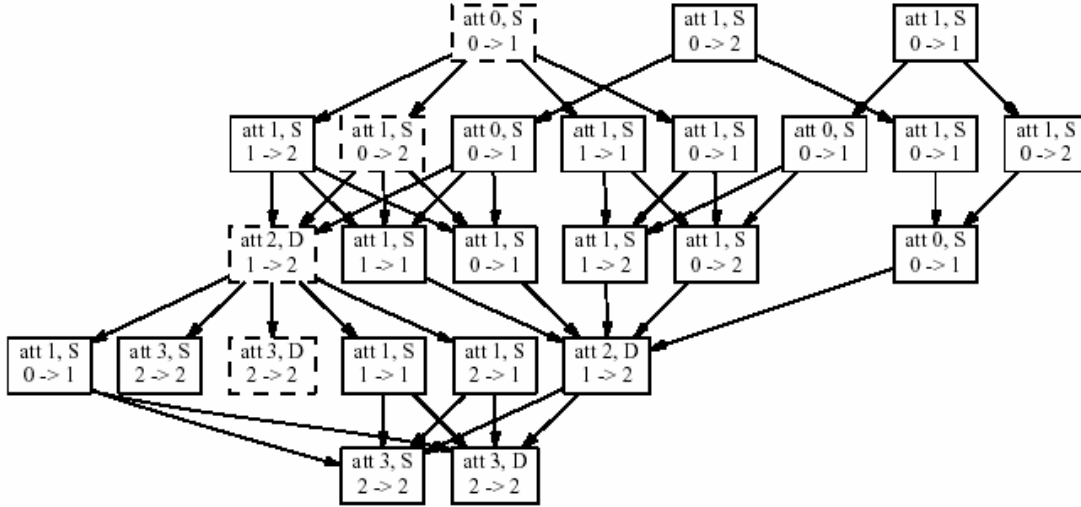 att 0, S
0 -> 1
att 1, S
0 -> 2
att 1, S
0 -> 1
att 1, S
1 -> 2
att 1, S
0 -> 2
att 0, S
0 -> 1
att 1, S
1 -> 1
att 1, S
0 -> 1
att 0, S
0 -> 1
att 1, S
0 -> 1
att 1, S
0 -> 2
att 2, D
1 -> 2
att 1, S
1 -> 1
att 1, S
0 -> 1
att 1, S
1 -> 2
att 1, S
0 -> 2
att 0, S
0 -> 1
att 1, S
0 -> 1
att 3, S
2 -> 2
att 3, D
2 -> 2
att 1, S
1 -> 1
att 1, S
2 -> 1
att 2, D
1 -> 2
att 3, S
2 -> 2
att 3, D
2 -> 2